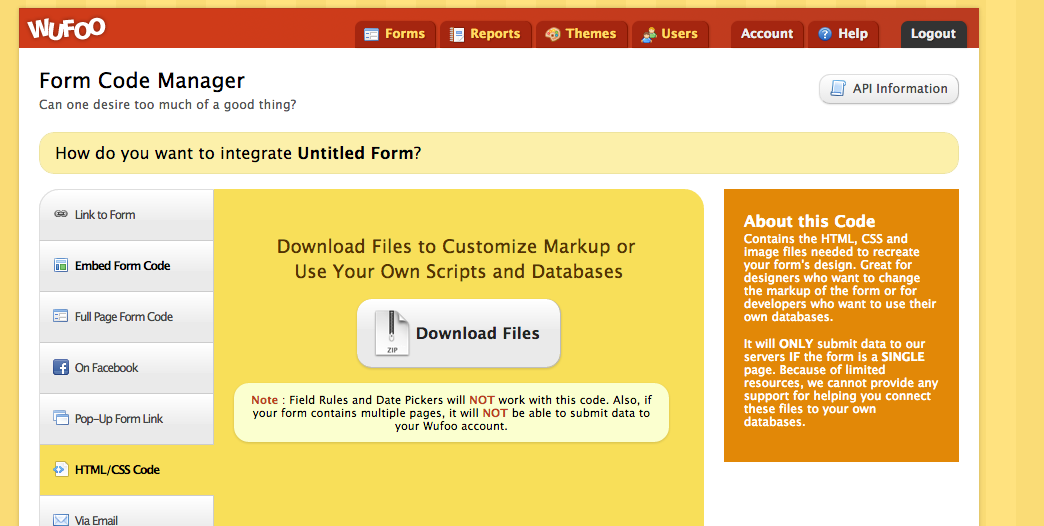 WUFOO
Forms
Reports
Themes
Users
Account
Help
Logout
Form Code Manager
Can one desire too much of a good thing?
API Information
How do you want to integrate Untitled Form?
Link to Form
Embed Form Code
Full Page Form Code
On Facebook
Pop-Up Form Link
HTML/CSS Code
Via Email
Download Files to Customize Markup or
Use Your Own Scripts and Databases
ZIP
Download Files
Note : Field Rules and Date Pickers will NOT work with this code. Also, if
your form contains multiple pages, it will NOT be able to submit data to
your Wufoo account.
About this Code
Contains the HTML, CSS and
image files needed to recreate
your form's design. Great for
designers who want to change
the markup of the form or for
developers who want to use their
own databases.
It will ONLY submit data to our
servers IF the form is a SINGLE
page. Because of limited
resources, we cannot provide any
support for helping you connect
these files to your own
databases.